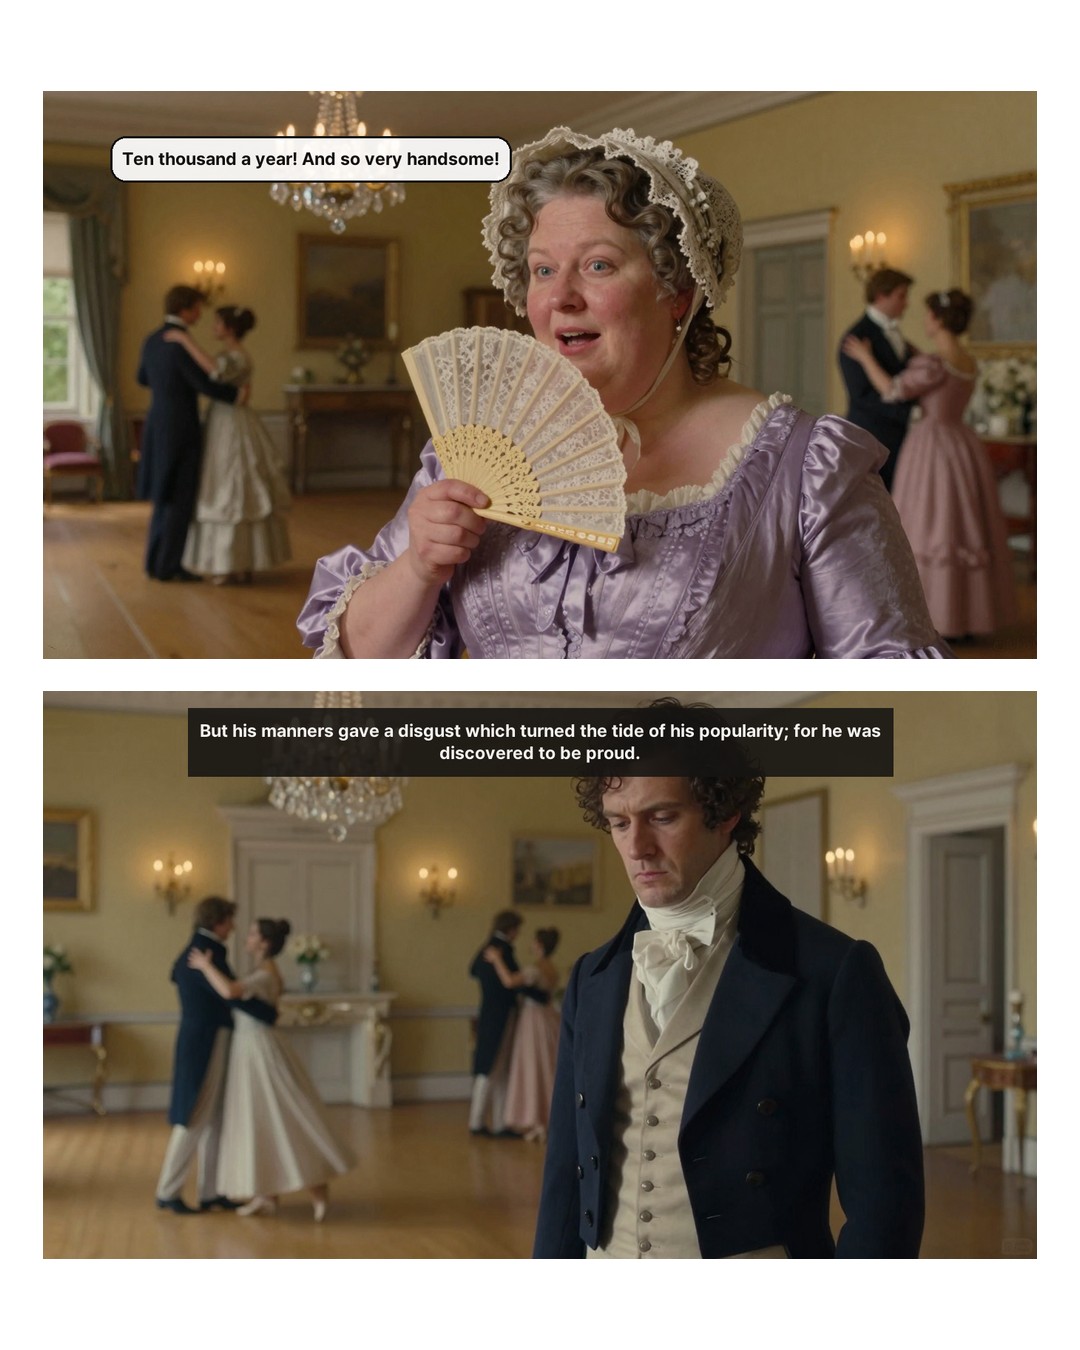 Ten thousand a year! And so very handsome!
But his manners gave a disgust which turned the tide of his popularity; for he was
discovered to be proud.